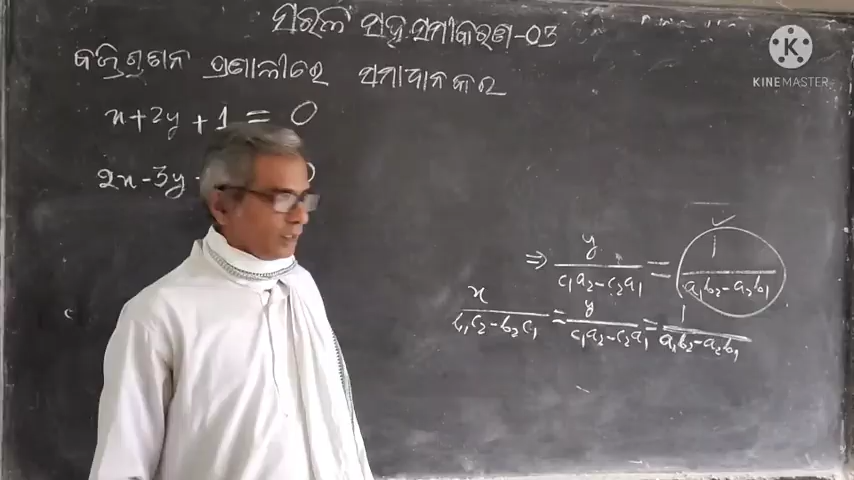 ସରଳ ସହ ସମୀକରଣ-03
ବଜ୍ରଗୁଣନ ପ୍ରଣାଳୀରେ ସମାଧାନ କର
x+2y+1=0
2x-3y
⇒ y/(c₁a₂-c₂a₁) = 1/(a₁b₂-a₂b₁)
x/(b₁c₂-b₂c₁) = y/(c₁a₂-c₂a₁) = 1/(a₁b₂-a₂b₁)
KINEMASTER